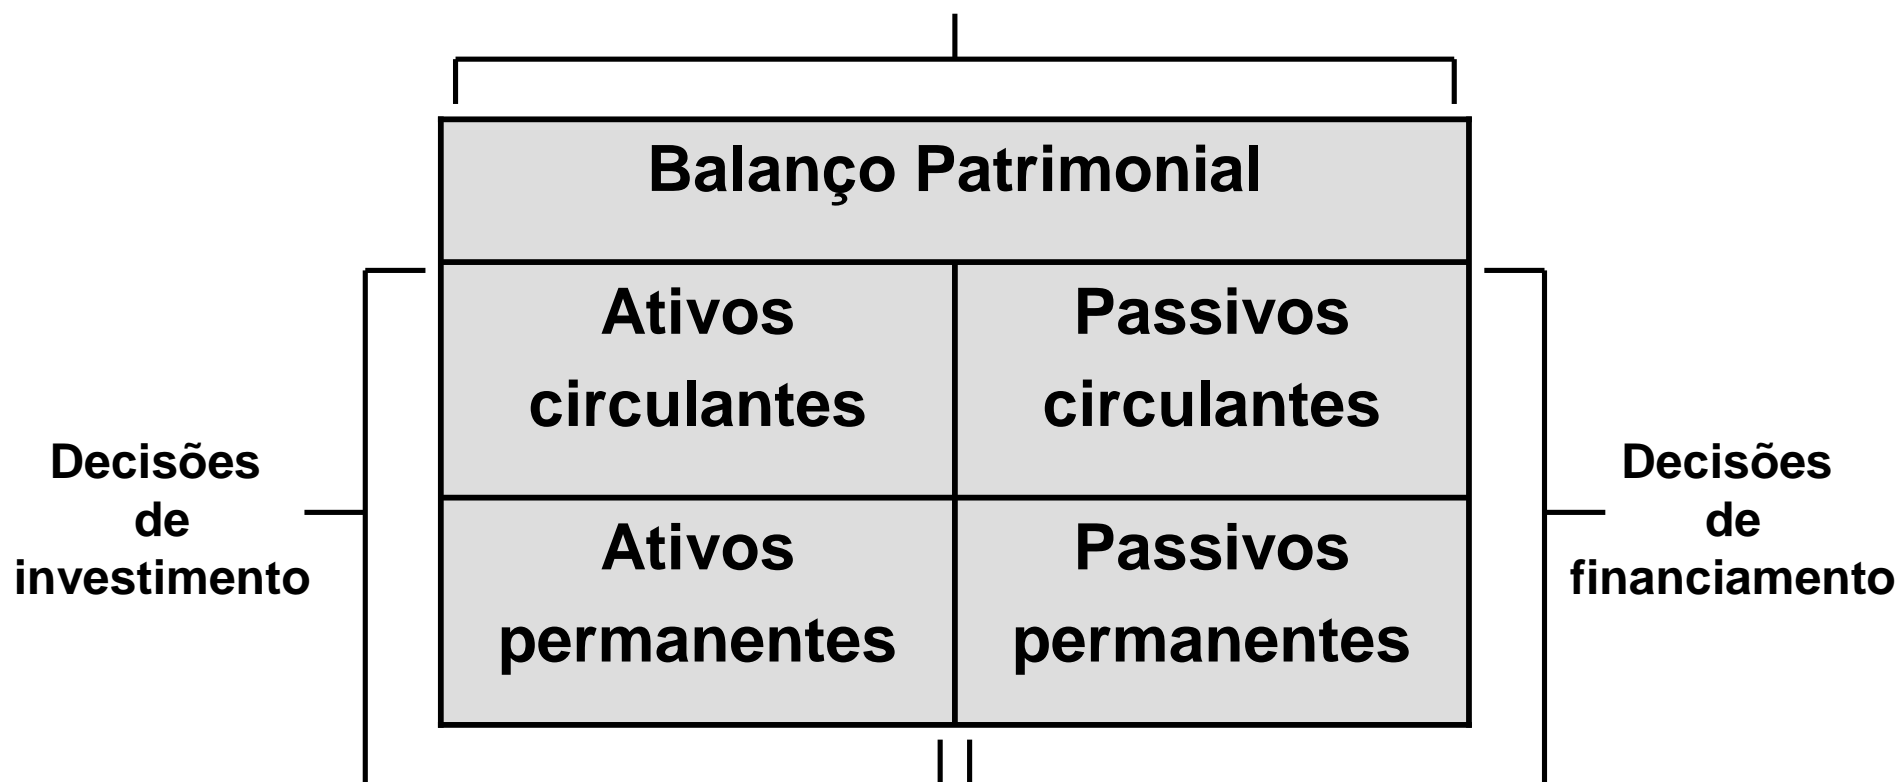 Balanço Patrimonial
Ativos
circulantes
Passivos
circulantes
Decisões
de
investimento
Decisões
de
financiamento
Ativos
permanentes
Passivos
permanentes